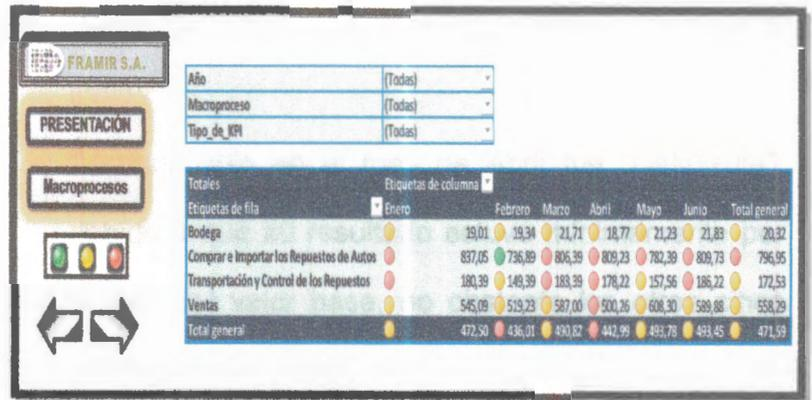 FRAMIR S.A.
PRESENTACIÓN
Macroprocesos
Año (Todas)
Macroproceso (Todas)
Tipo_de_KPI (Todas)
Totales Etiquetas de columna
Etiquetas de fila Enero Febrero Marzo Abril Mayo Junio Total general
Bodega 19,01 19,34 21,71 18,77 21,23 21,83 20,32
Comprar e Importar los Repuestos de Autos 837,05 736,89 806,39 809,23 782,39 809,73 796,95
Transportación y Control de los Repuestos 180,39 149,39 183,39 178,22 157,56 186,22 172,53
Ventas 545,09 519,23 587,00 500,26 608,30 589,88 558,29
Total general 472,50 436,01 490,82 442,99 493,78 493,45 471,59